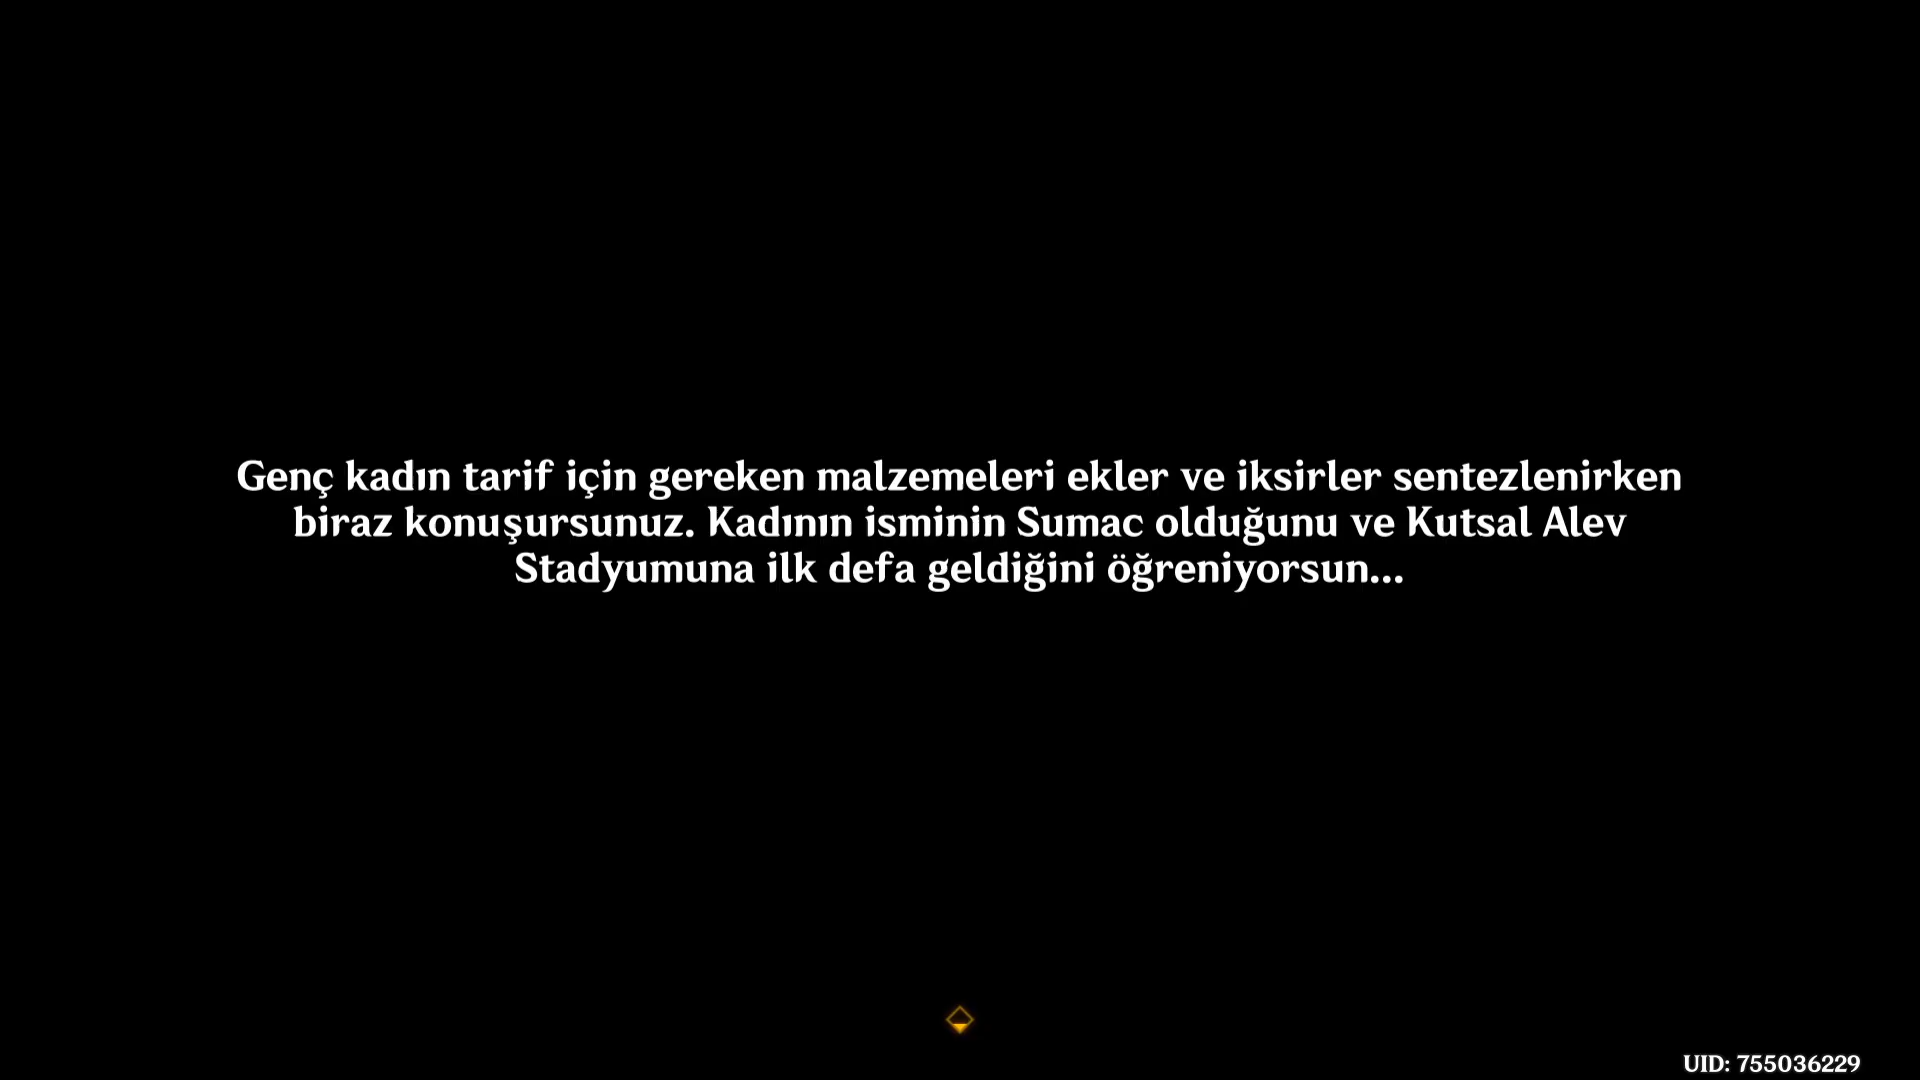 Genç kadın tarif için gereken malzemeleri ekler ve iksirler sentezlenirken
biraz konuşursunuz. Kadının isminin Sumac olduğunu ve Kutsal Alev
Stadyumuna ilk defa geldiğini öğreniyorsun...
UID: 755036229